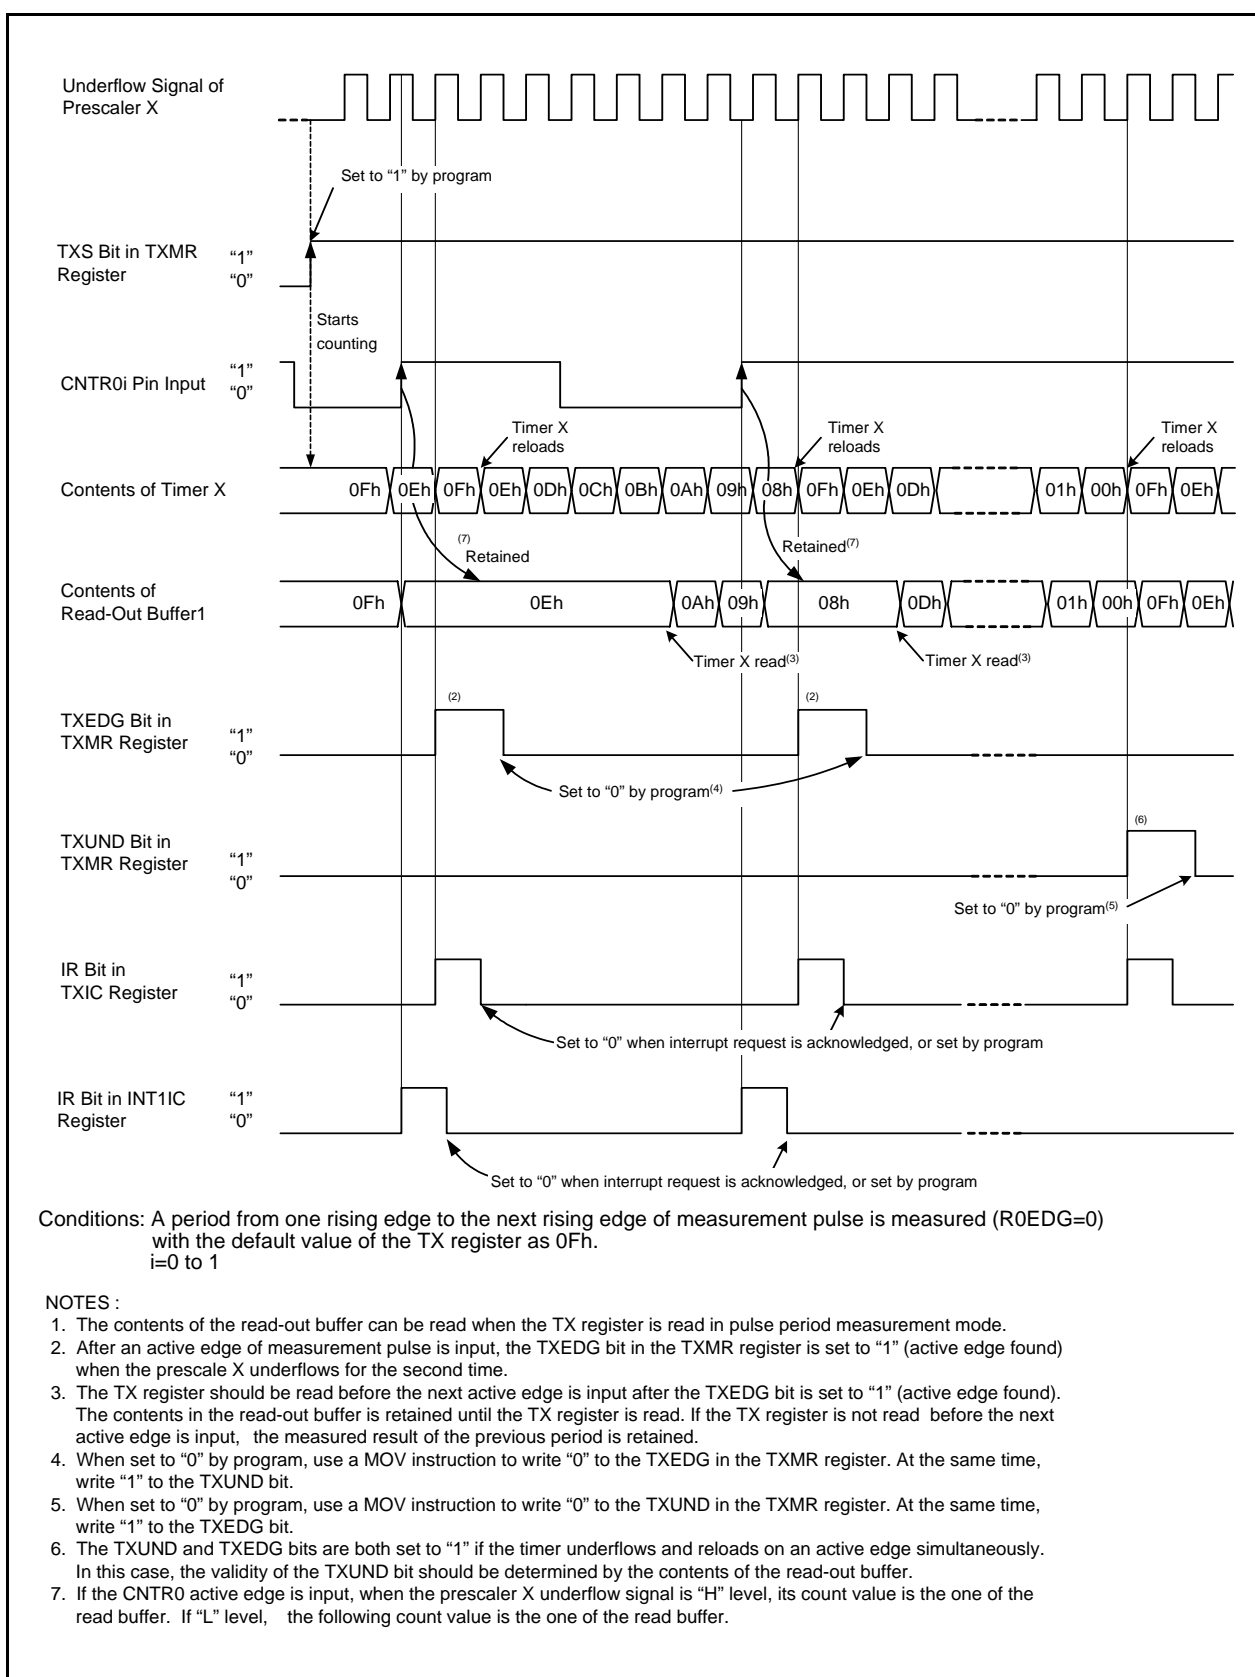 Underflow Signal of
Prescaler X
Set to “1” by program
TXS Bit in TXMR
Register
“1”
“0”
Starts
counting
CNTR0i Pin Input
“1”
“0”
Timer X
reloads
Timer X
reloads
Timer X
reloads
Contents of Timer X
0Fh 0Eh 0Fh 0Eh 0Dh 0Ch 0Bh 0Ah 09h 08h 0Fh 0Eh 0Dh 01h 00h 0Fh 0Eh
(7)
Retained
Retained(7)
Contents of
Read-Out Buffer1
0Fh 0Eh 0Ah 09h 08h 0Dh 01h 00h 0Fh 0Eh
Timer X read(3)
Timer X read(3)
TXEDG Bit in
TXMR Register
“1”
“0”
(2)
(2)
Set to “0” by program(4)
TXUND Bit in
TXMR Register
“1”
“0”
(6)
Set to “0” by program(5)
IR Bit in
TXIC Register
“1”
“0”
Set to “0” when interrupt request is acknowledged, or set by program
IR Bit in INT1IC
Register
“1”
“0”
Set to “0” when interrupt request is acknowledged, or set by program
Conditions: A period from one rising edge to the next rising edge of measurement pulse is measured (R0EDG=0)
with the default value of the TX register as 0Fh.
i=0 to 1
NOTES :
1. The contents of the read-out buffer can be read when the TX register is read in pulse period measurement mode.
2. After an active edge of measurement pulse is input, the TXEDG bit in the TXMR register is set to “1” (active edge found)
when the prescale X underflows for the second time.
3. The TX register should be read before the next active edge is input after the TXEDG bit is set to “1” (active edge found).
The contents in the read-out buffer is retained until the TX register is read. If the TX register is not read before the next
active edge is input, the measured result of the previous period is retained.
4. When set to “0” by program, use a MOV instruction to write “0” to the TXEDG in the TXMR register. At the same time,
write “1” to the TXUND bit.
5. When set to “0” by program, use a MOV instruction to write “0” to the TXUND in the TXMR register. At the same time,
write “1” to the TXEDG bit.
6. The TXUND and TXEDG bits are both set to “1” if the timer underflows and reloads on an active edge simultaneously.
In this case, the validity of the TXUND bit should be determined by the contents of the read-out buffer.
7. If the CNTR0 active edge is input, when the prescaler X underflow signal is “H” level, its count value is the one of the
read buffer. If “L” level, the following count value is the one of the read buffer.